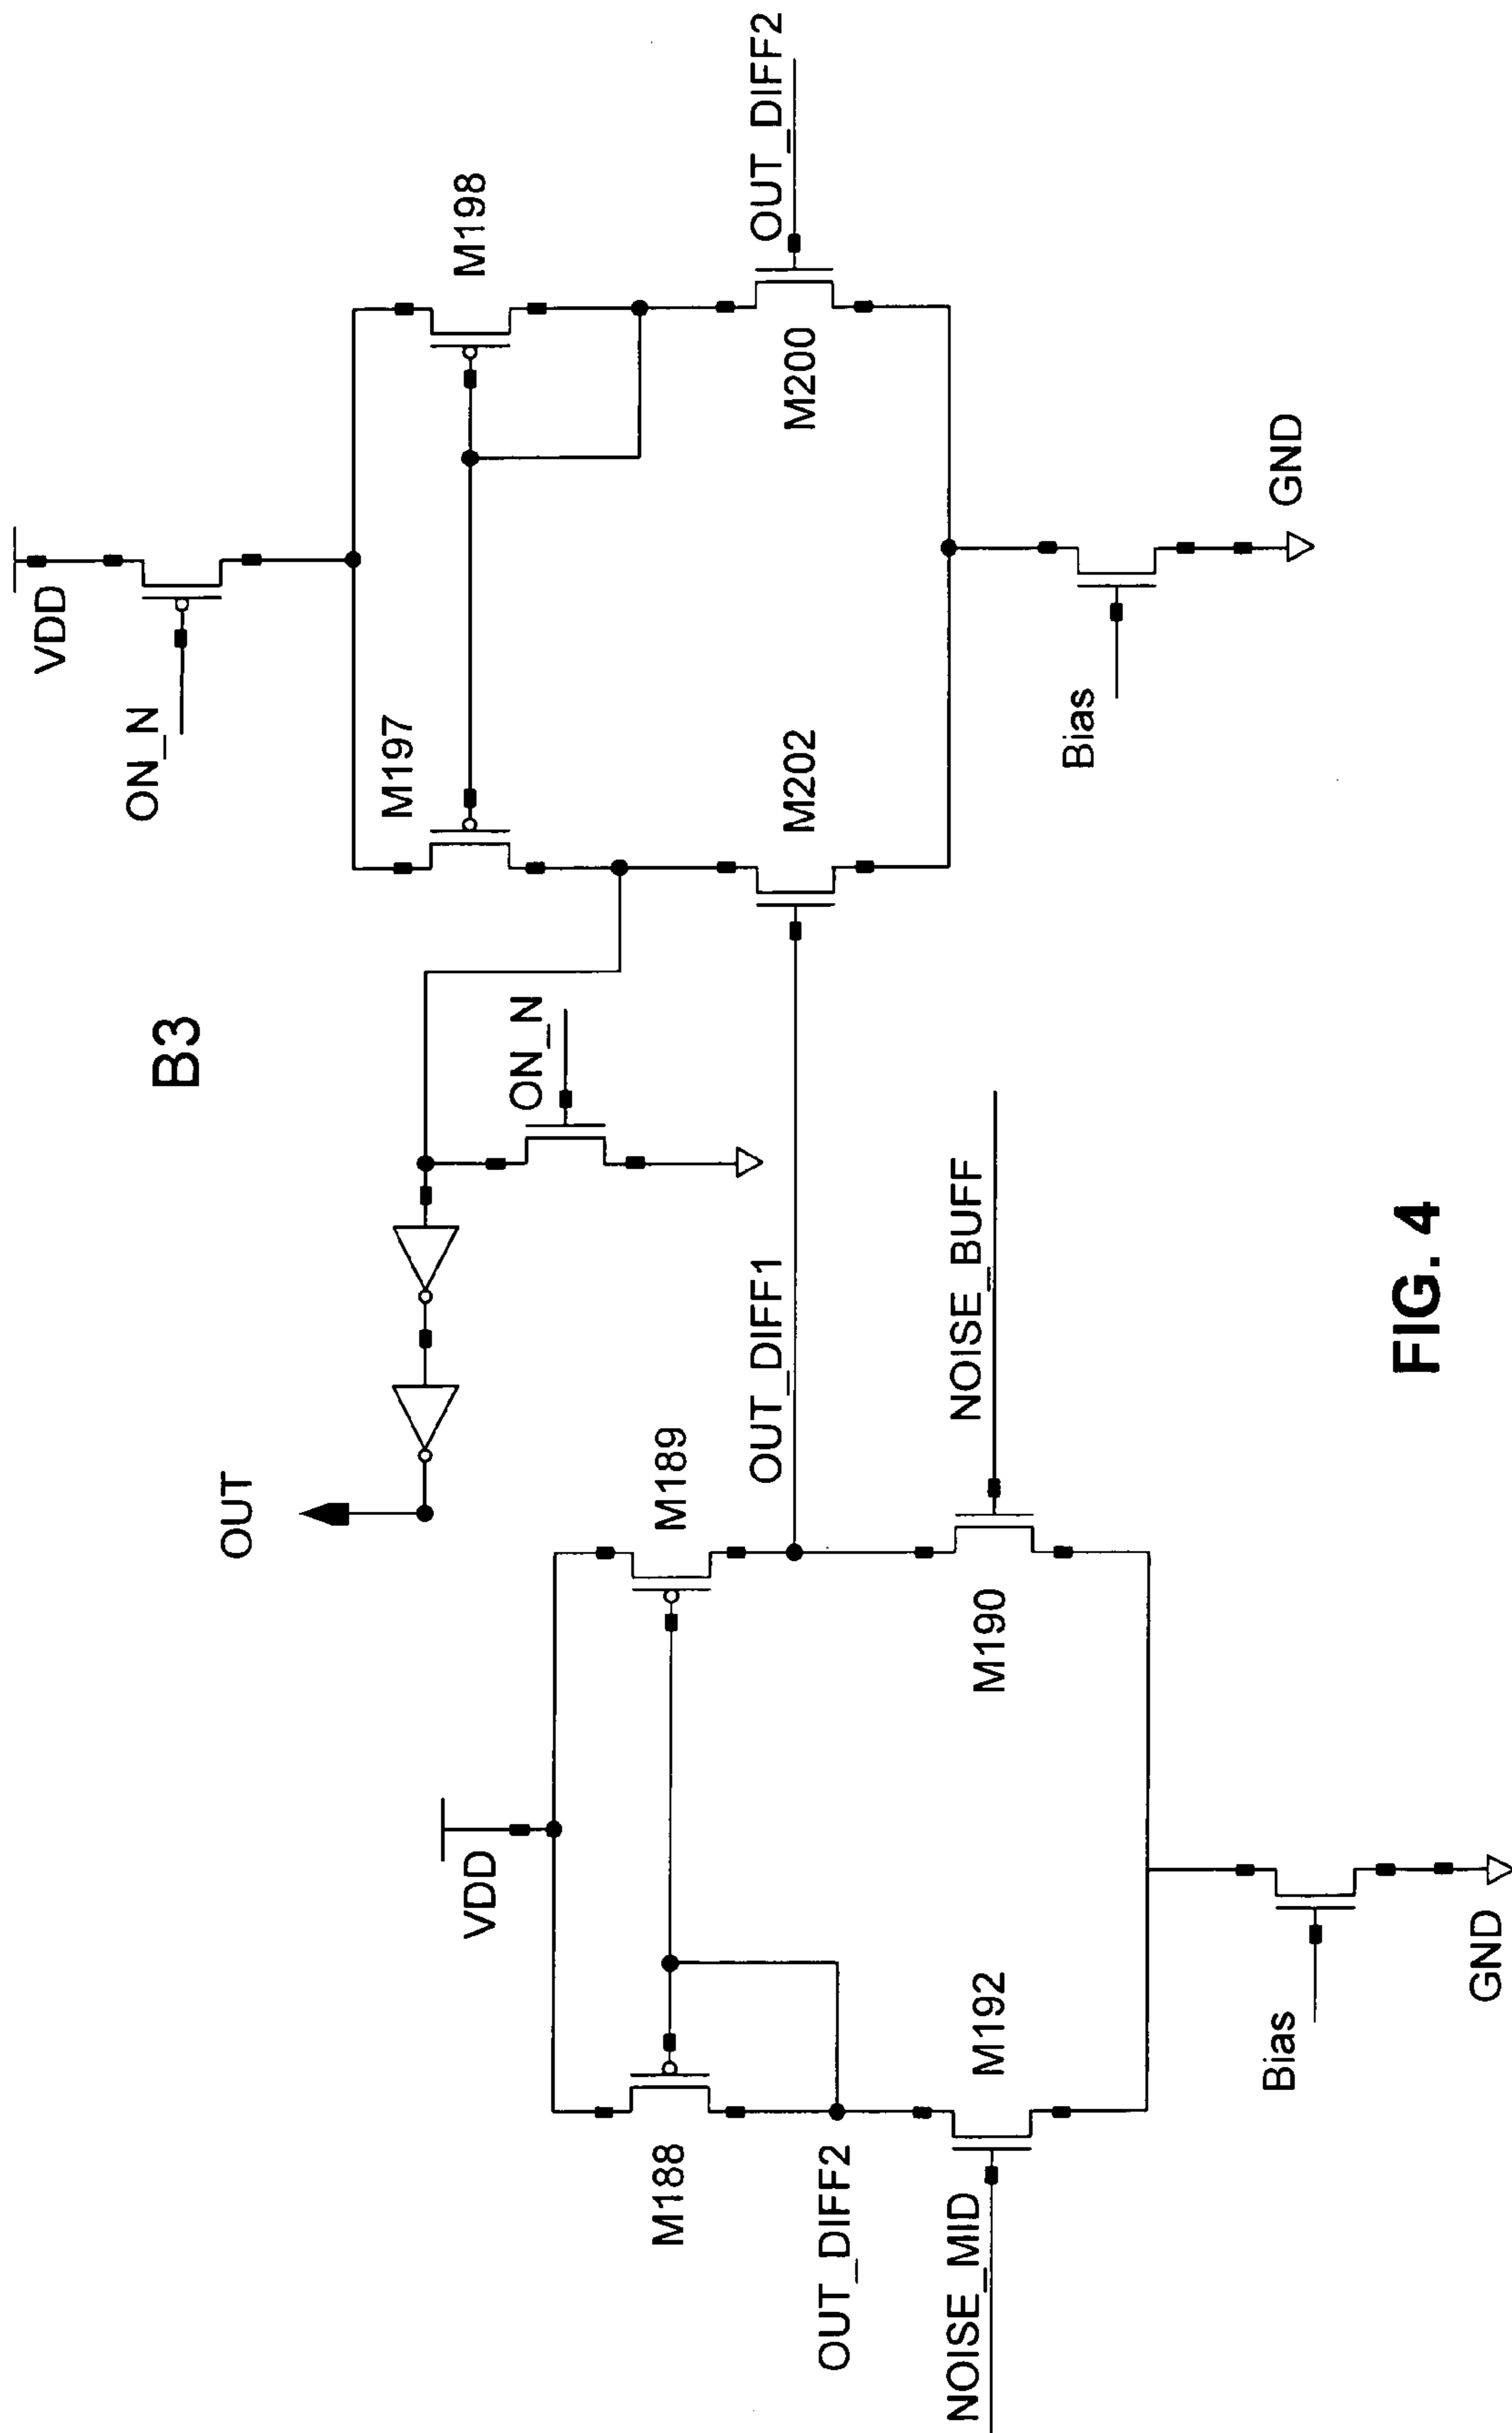 B3
VDD
ON_N
M197
M198
OUT
ON_N
M202
M200
OUT_DIFF2
VDD
Bias
GND
M188
M189
OUT_DIFF1
OUT_DIFF2
NOISE_MID
M192
M190
NOISE_BUFF
Bias
GND
FIG. 4